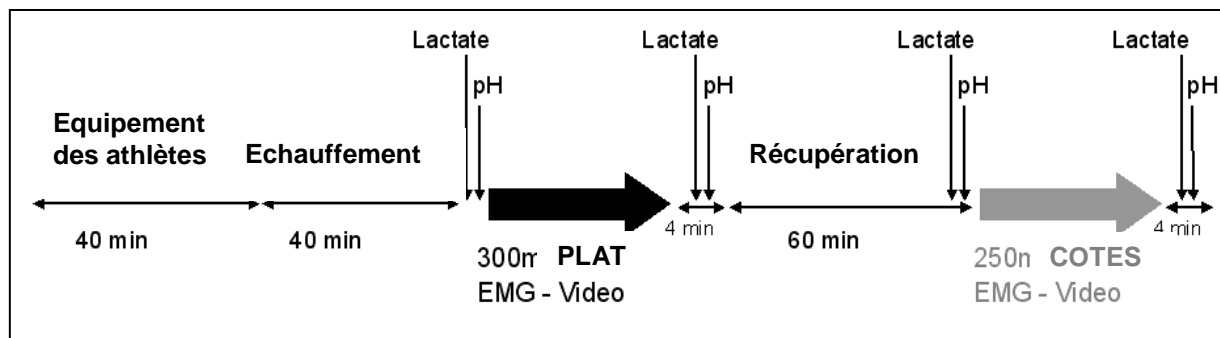 Lactate
Lactate
Lactate
Lactate
pH
pH
pH
pH
Equipement
des athlètes
Echauffement
Récupération
40 min
40 min
4 min
60 min
4 min
300m PLAT
EMG - Video
250m COTES
EMG - Video